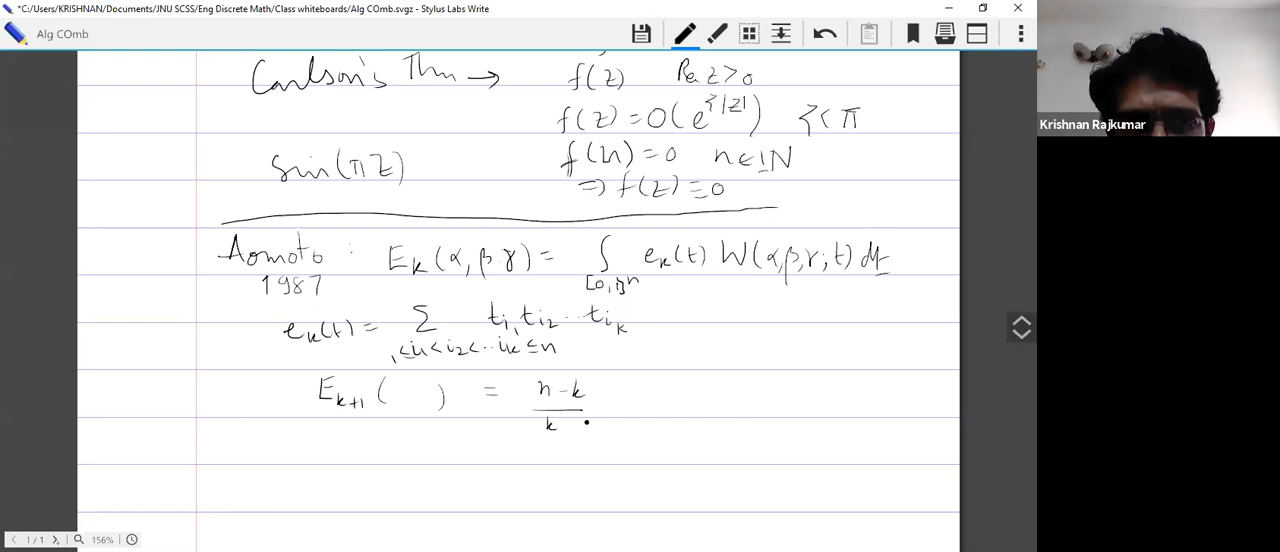 *C:/Users/KRISHNAN/Documents/JNU SCSS/Eng Discrete Math/Class whiteboards/Alg COmb.svgz - Stylus Labs Write
Alg COmb
Carlson's Thm → f(z) Re z > 0
f(z) = O(e^{ξ|z|}) ξ < π
sin(πz) f(n) = 0 n ∈ ℕ
⇒ f(z) ≡ 0
Aomoto : E_k(α, β, γ) = ∫_{[0,1]^n} e_k(t) W(α, β, γ; t) dt
1987
e_k(t) = Σ_{1≤i_1<i_2<⋯i_k≤n} t_{i_1} t_{i_2} ⋯ t_{i_k}
E_{k+1}( ) = \frac{n-k}{k}
Krishnan Rajkumar
1 / 1 156%